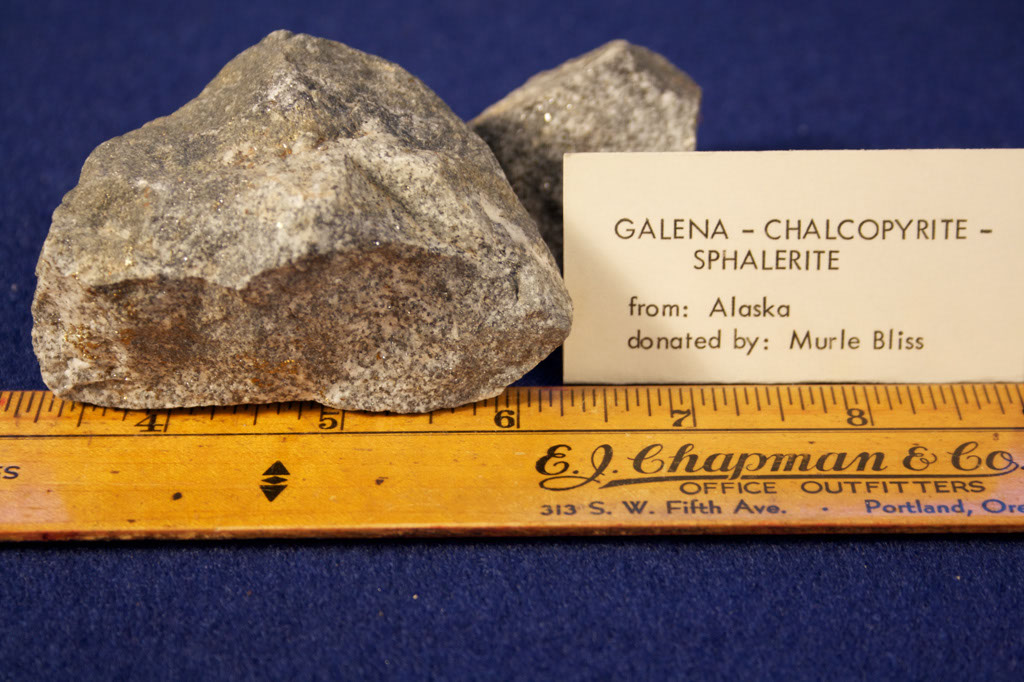 GALENA - CHALCOPYRITE -
SPHALERITE
from: Alaska
donated by: Murle Bliss
4 5 6 7 8
E.J. Chapman & Co.
OFFICE OUTFITTERS
313 S. W. Fifth Ave. · Portland, Ore